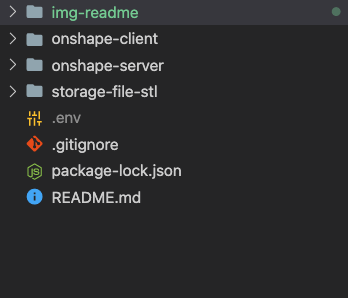 img-readme
onshape-client
onshape-server
storage-file-stl
.env
.gitignore
package-lock.json
README.md